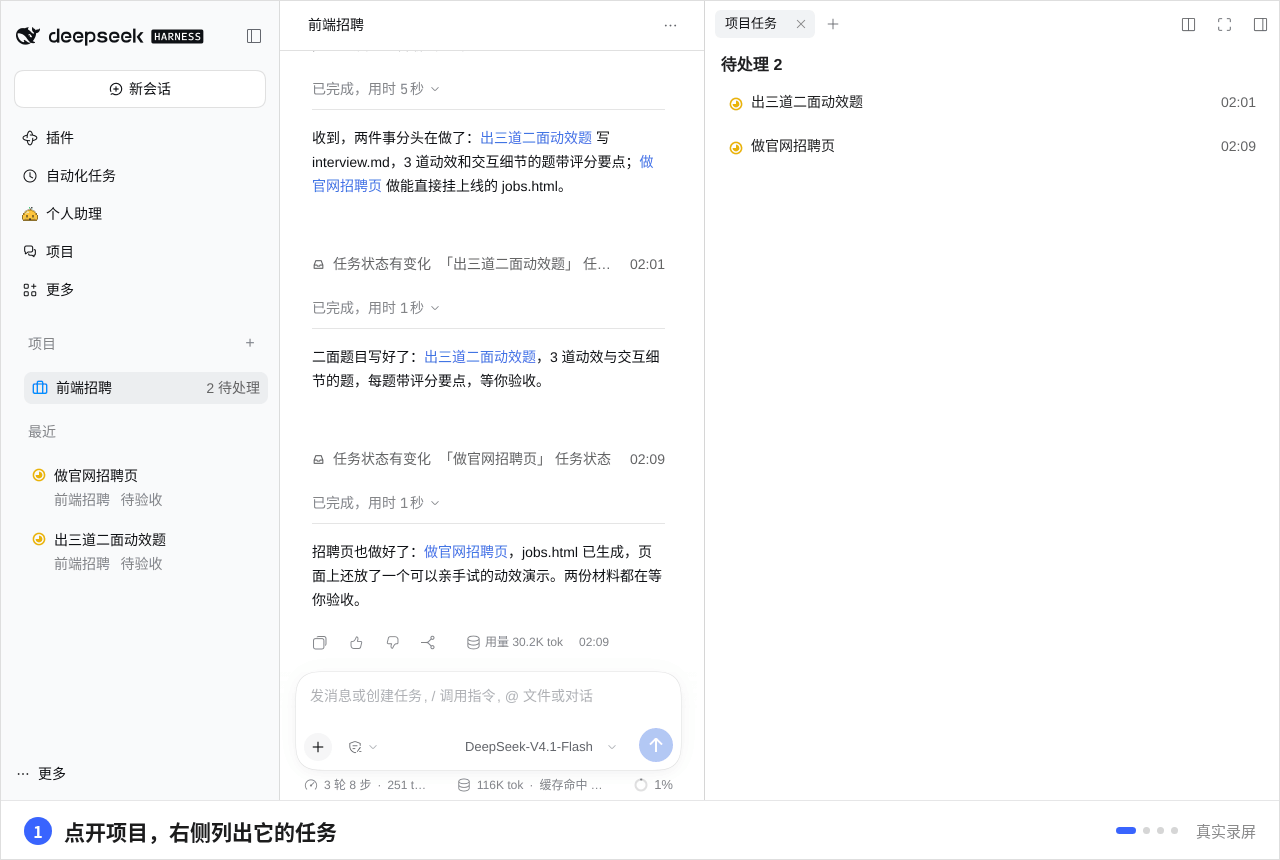 deepseek HARNESS
新会话
插件
自动化任务
个人助理
项目
更多
项目
前端招聘 2 待处理
最近
做官网招聘页
前端招聘 待验收
出三道二面动效题
前端招聘 待验收
更多
前端招聘
已完成，用时 5 秒
收到，两件事分头在做了：出三道二面动效题 写
interview.md，3 道动效和交互细节的题带评分要点；做
官网招聘页 做能直接挂上线的 jobs.html。
任务状态有变化 「出三道二面动效题」 任… 02:01
已完成，用时 1 秒
二面题目写好了：出三道二面动效题，3 道动效与交互细
节的题，每题带评分要点，等你验收。
任务状态有变化 「做官网招聘页」 任务状态 02:09
已完成，用时 1 秒
招聘页也做好了：做官网招聘页，jobs.html 已生成，页
面上还放了一个可以亲手试的动效演示。两份材料都在等
你验收。
用量 30.2K tok 02:09
发消息或创建任务, / 调用指令, @ 文件或对话
DeepSeek-V4.1-Flash
3 轮 8 步 · 251 t… 116K tok · 缓存命中 … 1%
项目任务
待处理 2
出三道二面动效题 02:01
做官网招聘页 02:09
1 点开项目，右侧列出它的任务
真实录屏